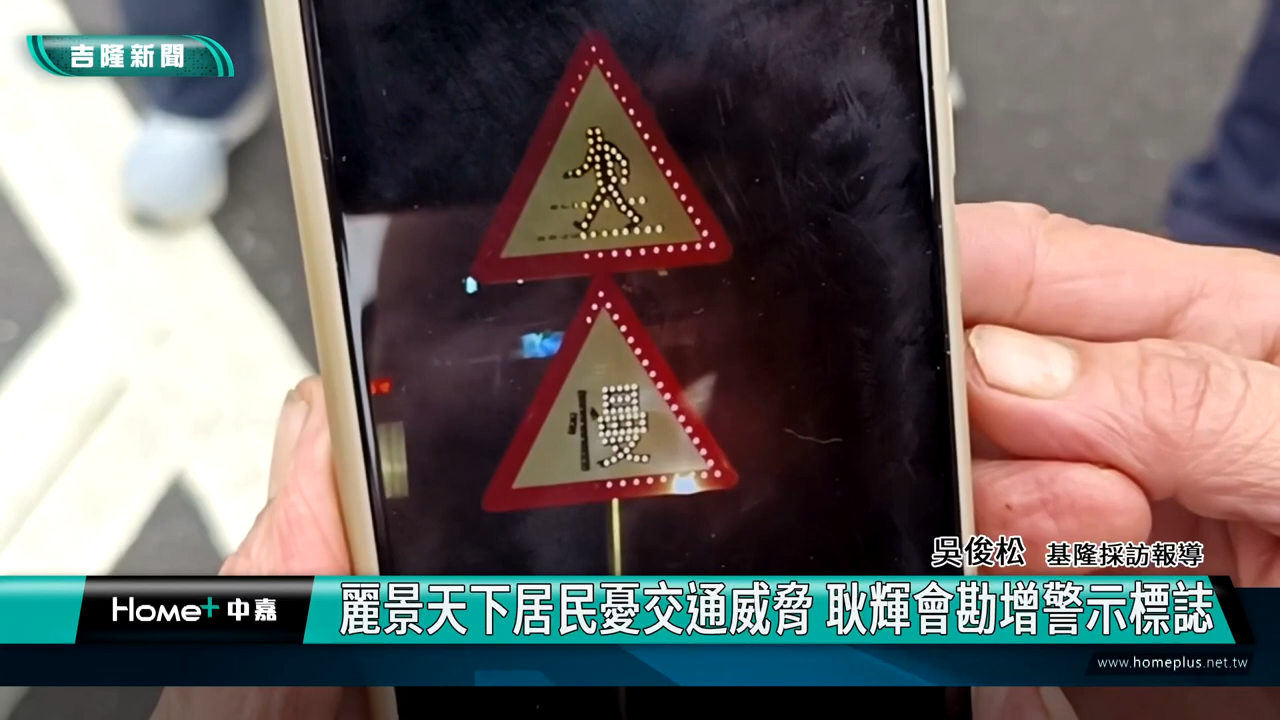 吉隆新聞
慢
吳俊松 基隆採訪報導
Home+中嘉
麗景天下居民憂交通威脅 耿輝會勘增警示標誌
www.homeplus.net.tw